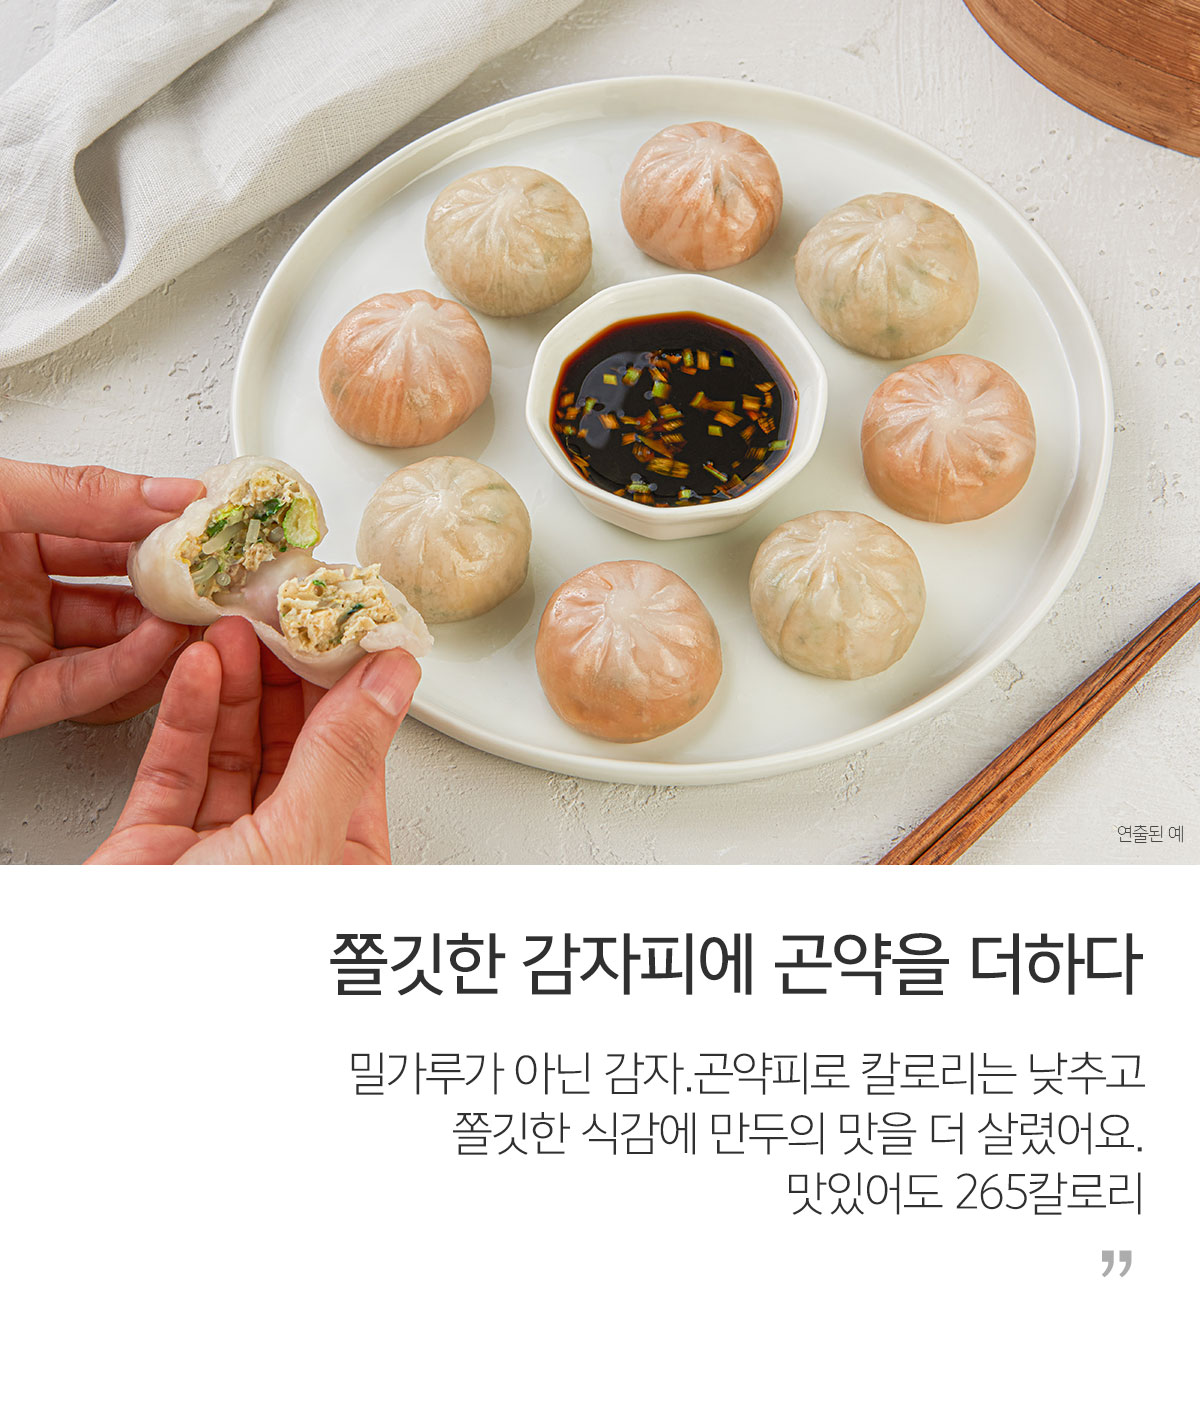 연출된 예
쫄깃한 감자피에 곤약을 더하다
밀가루가 아닌 감자.곤약피로 칼로리는 낮추고
쫄깃한 식감에 만두의 맛을 더 살렸어요.
맛있어도 265칼로리
”